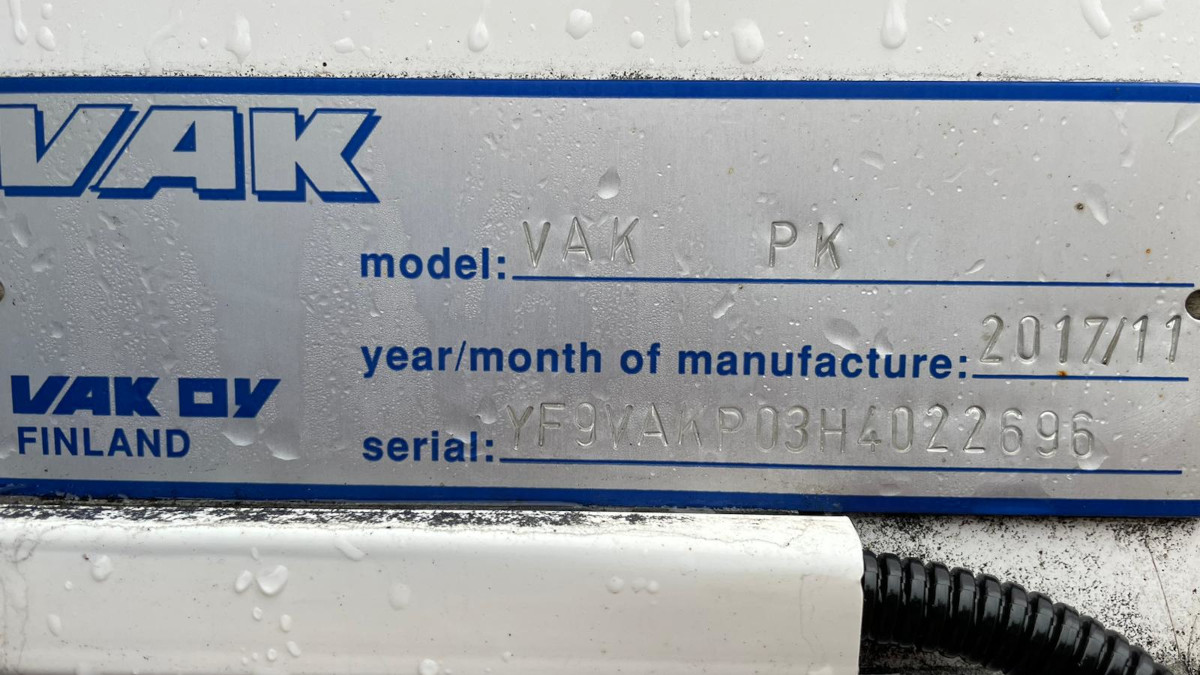 VAK
model: VAK PK
year/month of manufacture: 2017/11
VAK OY
FINLAND
serial: YF9VAKP03H4022696